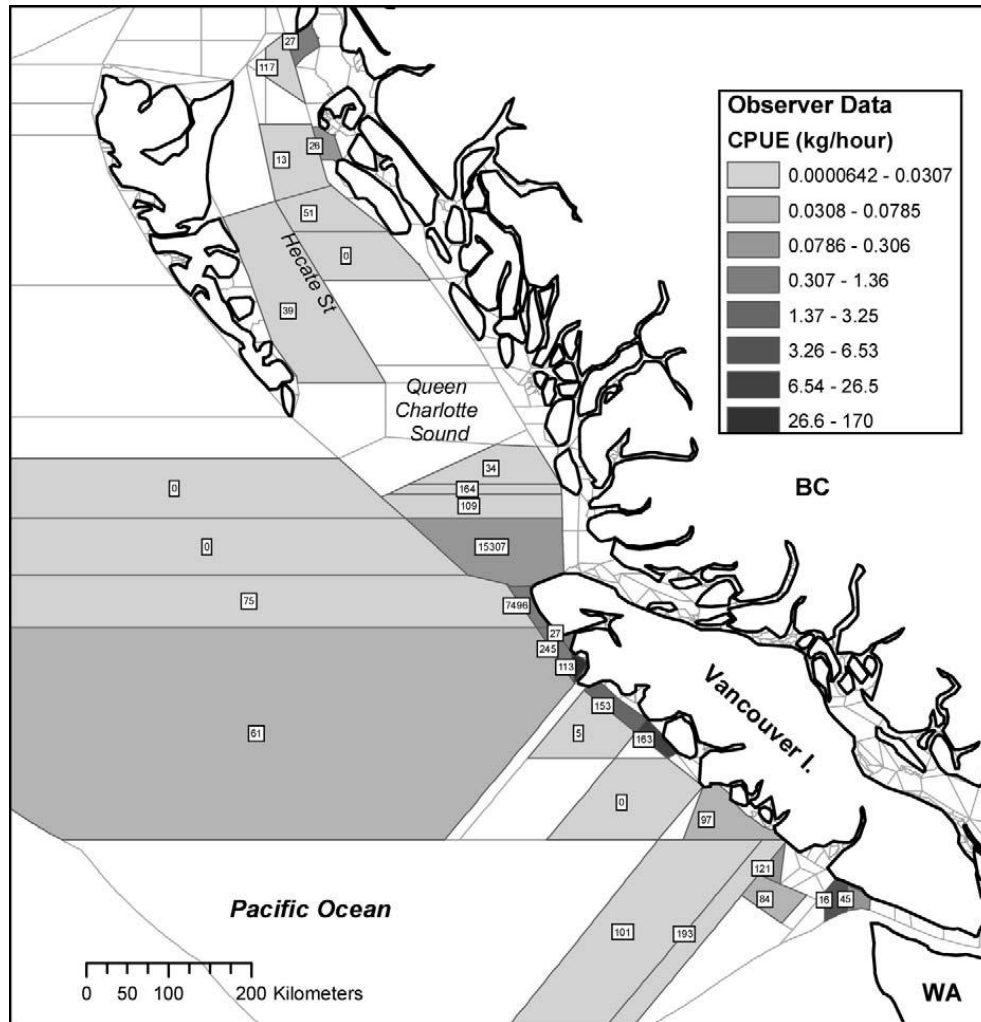 27
117
Observer Data
CPUE (kg/hour)
0.0000642 - 0.0307
0.0308 - 0.0785
0.0786 - 0.306
0.307 - 1.36
1.37 - 3.25
3.26 - 6.53
6.54 - 26.5
26.6 - 170
13
26
51
0
Hecate St
39
Queen
Charlotte
Sound
34
164
109
BC
0
0
15307
75
7496
27
245
113
Vancouver I.
153
163
5
61
0
97
121
84
16
45
Pacific Ocean
101
193
0 50 100 200 Kilometers
WA